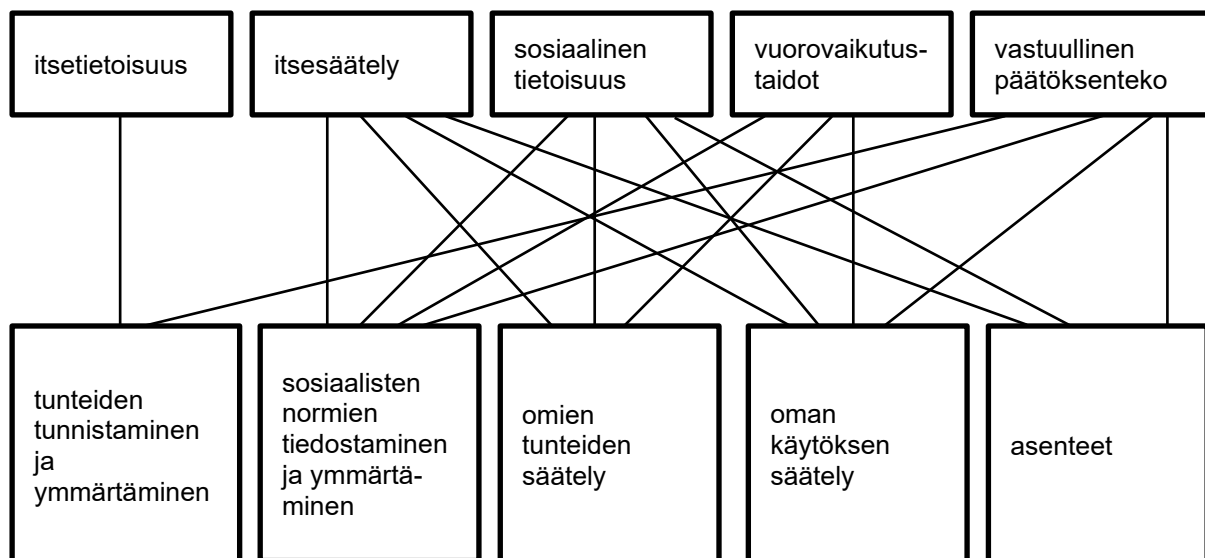 itsetietoisuus
itsesäätely
sosiaalinen
tietoisuus
vuorovaikutus-
taidot
vastuullinen
päätöksenteko
tunteiden
tunnistaminen
ja
ymmärtäminen
sosiaalisten
normien
tiedostaminen
ja ymmärtä-
minen
omien
tunteiden
säätely
oman
käytöksen
säätely
asenteet